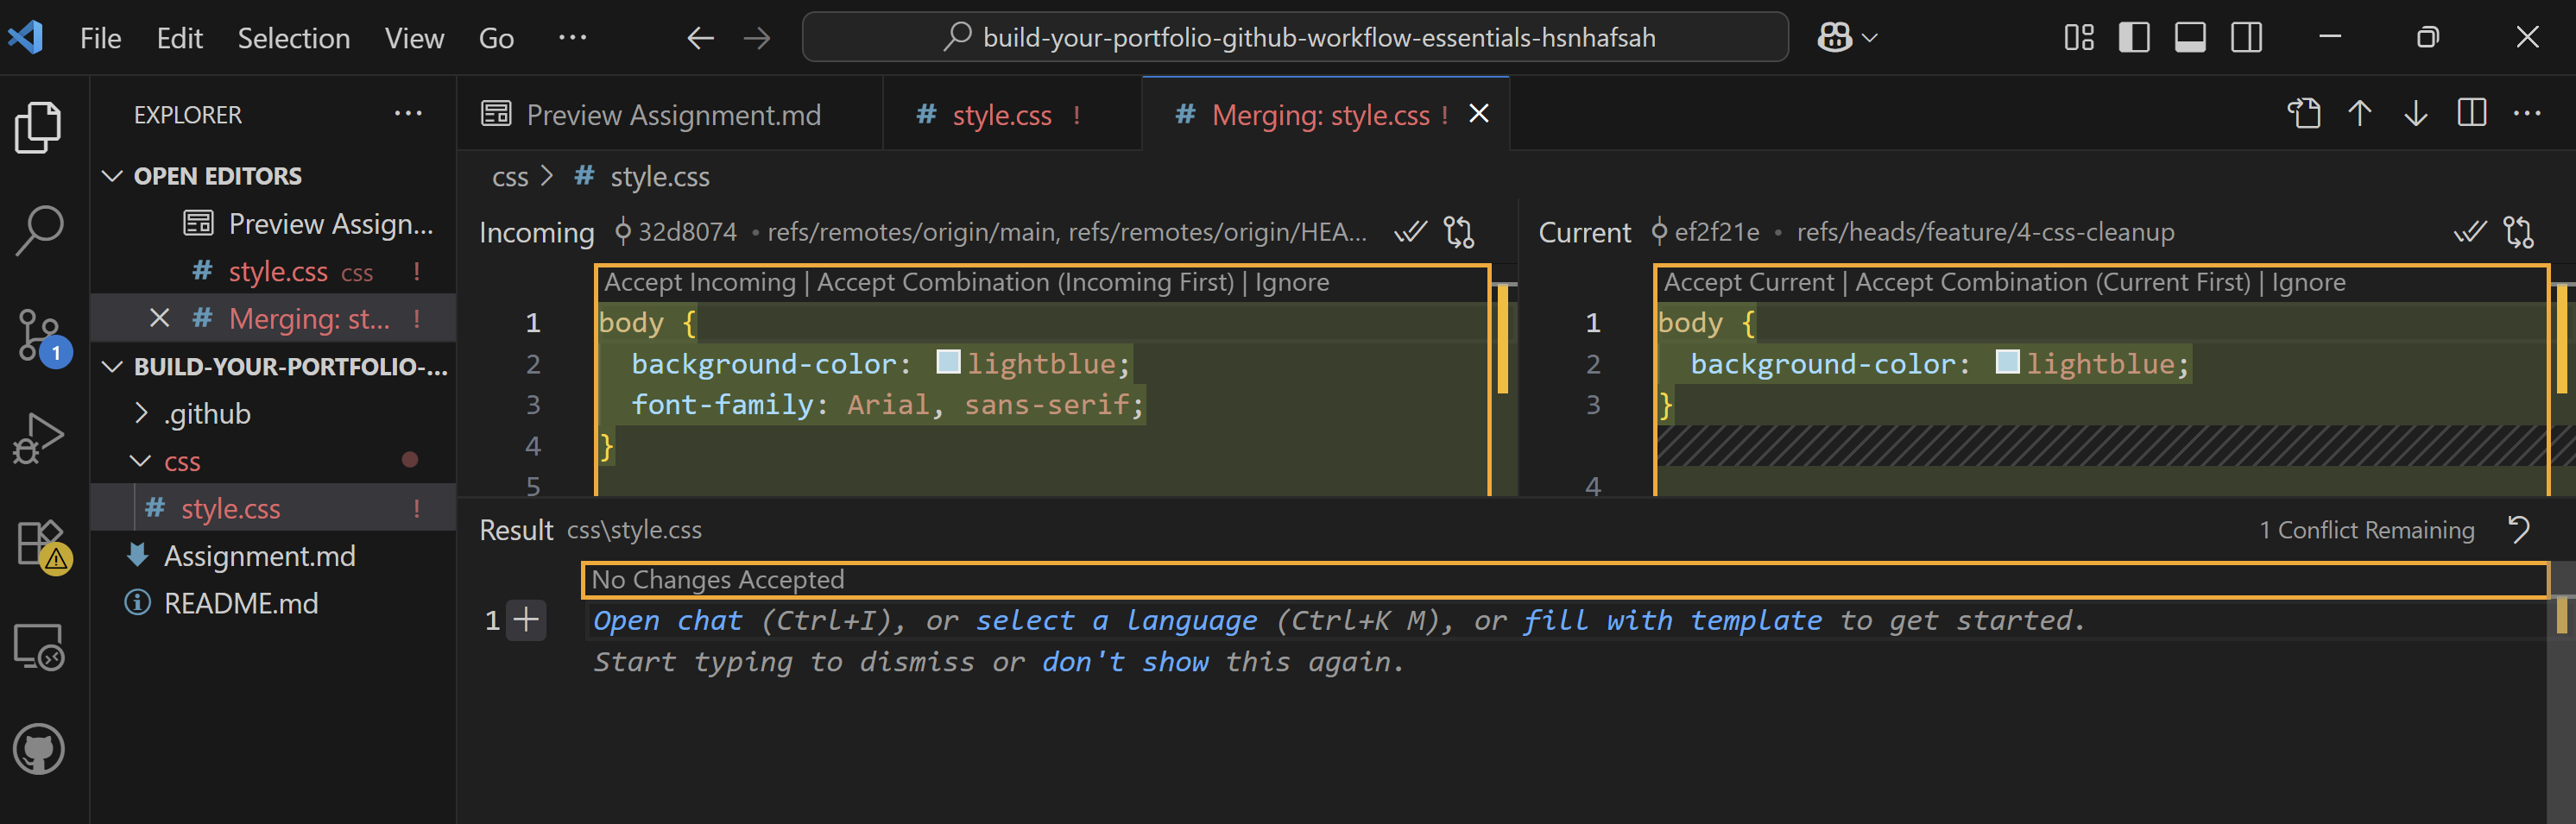 File Edit Selection View Go ···
build-your-portfolio-github-workflow-essentials-hsnhafsah
EXPLORER ···
OPEN EDITORS
Preview Assign...
style.css css !
Merging: st... !
BUILD-YOUR-PORTFOLIO-...
.github
css
# style.css !
Assignment.md
README.md
1
Preview Assignment.md
# style.css !
# Merging: style.css !
css > # style.css
Incoming 32d8074 • refs/remotes/origin/main, refs/remotes/origin/HEA...
Accept Incoming | Accept Combination (Incoming First) | Ignore
1 body {
2 background-color: lightblue;
3 font-family: Arial, sans-serif;
4 }
5
Current ef2f21e • refs/heads/feature/4-css-cleanup
Accept Current | Accept Combination (Current First) | Ignore
1 body {
2 background-color: lightblue;
3 }
4
Result css\style.css
1 Conflict Remaining
No Changes Accepted
1 Open chat (Ctrl+I), or select a language (Ctrl+K M), or fill with template to get started.
Start typing to dismiss or don't show this again.